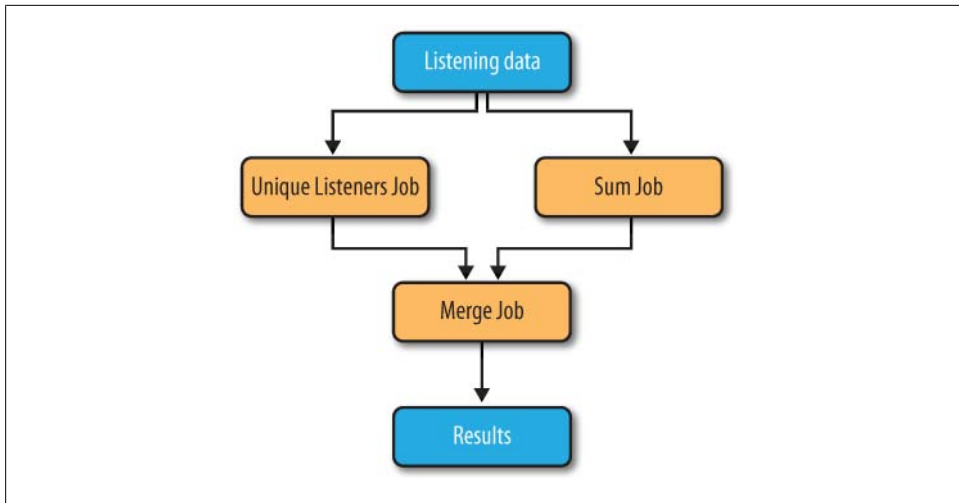 Listening data
Unique Listeners Job
Sum Job
Merge Job
Results